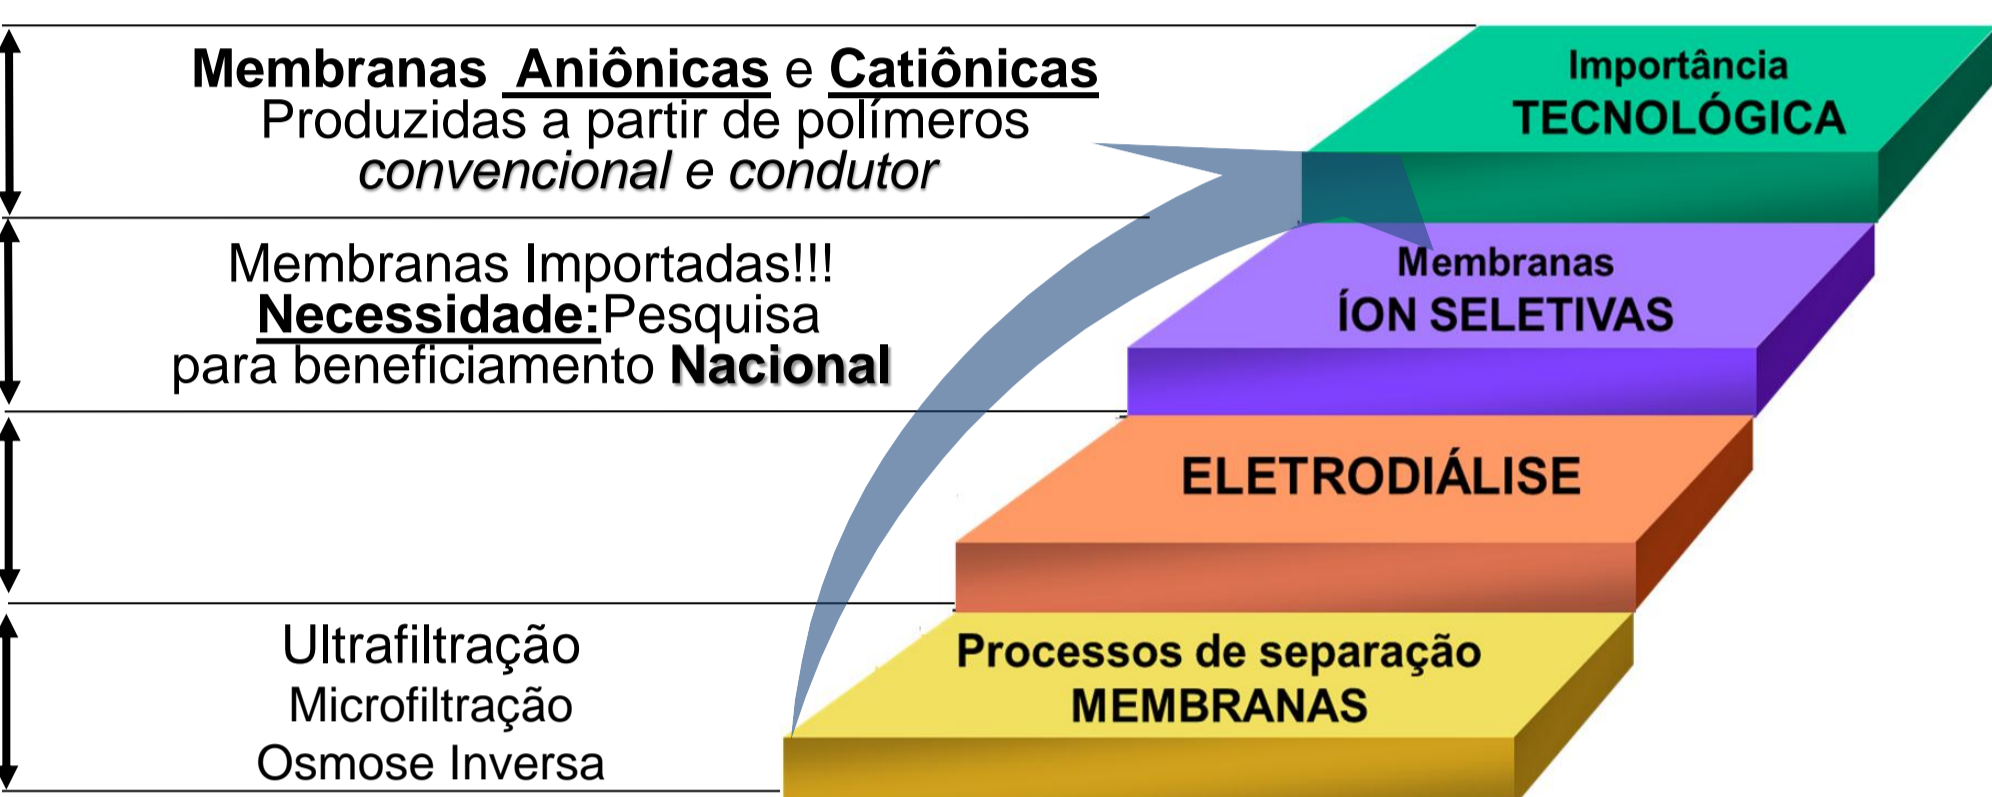 Membranas Aniônicas e Catiônicas
Produzidas a partir de polímeros
convencional e condutor
Importância
TECNOLÓGICA
Membranas Importadas!!!
Necessidade:Pesquisa
para beneficiamento Nacional
Membranas
ÍON SELETIVAS
ELETRODIÁLISE
Ultrafiltração
Microfiltração
Osmose Inversa
Processos de separação
MEMBRANAS